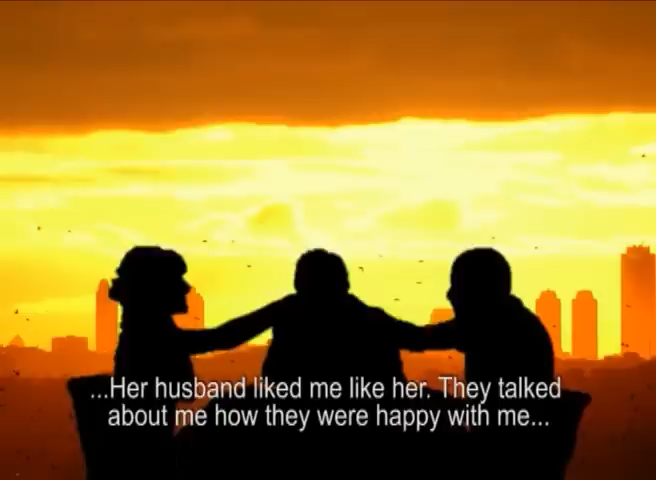 ...Her husband liked me like her. They talked
about me how they were happy with me...